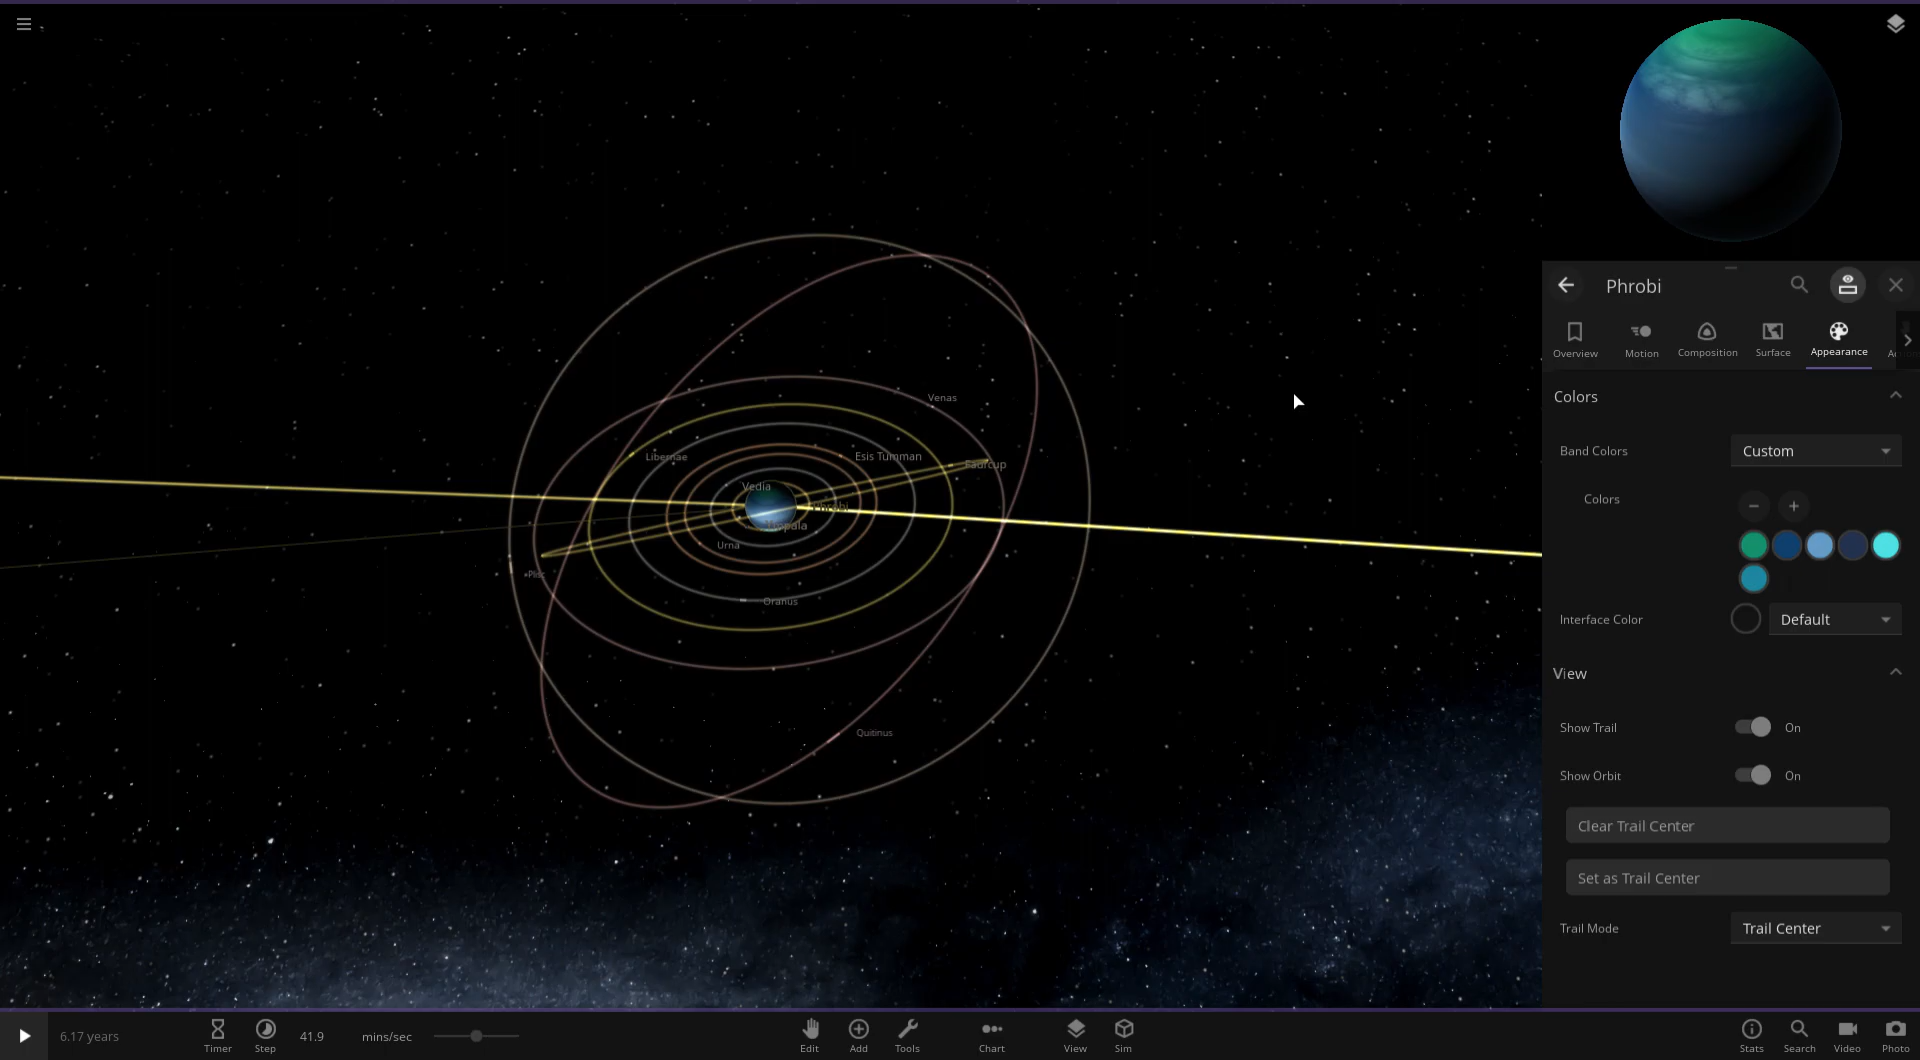 Phrobi
Overview
Motion
Composition
Surface
Appearance
Colors
Band Colors
Custom
Colors
Interface Color
Default
View
Show Trail
On
Show Orbit
On
Clear Trail Center
Set as Trail Center
Trail Mode
Trail Center
Venas
Libernae
Esis Tumman
Faurcup
Vedia
Phrobi
Urna
Oranus
Quitinus
6.17 years
Timer
Step
41.9
mins/sec
Edit
Add
Tools
Chart
View
Sim
Stats
Search
Video
Photo